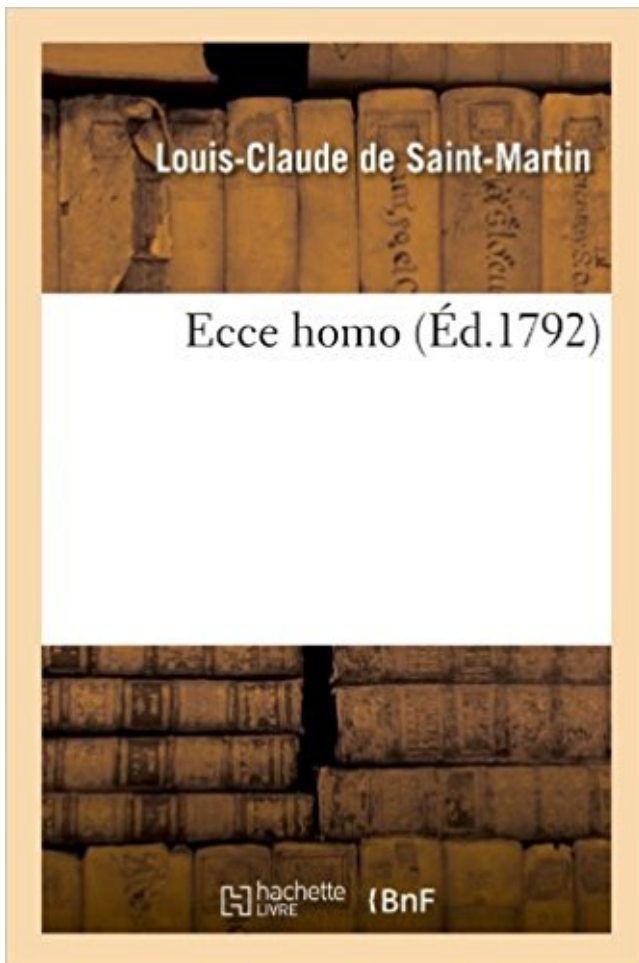 Louis-Claude de Saint-Martin
Ecce homo (Éd.1792)
hachette
LIVRE
{BnF